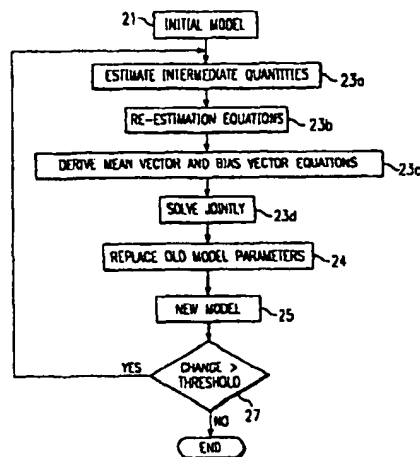 21
INITIAL MODEL
ESTIMATE INTERMEDIATE QUANTITIES
23a
RE-ESTIMATION EQUATIONS
23b
DERIVE MEAN VECTOR AND BIAS VECTOR EQUATIONS
23c
SOLVE JOINTLY
23d
REPLACE OLD MODEL PARAMETERS
24
NEW MODEL
25
YES
CHANGE >
THRESHOLD
27
NO
END